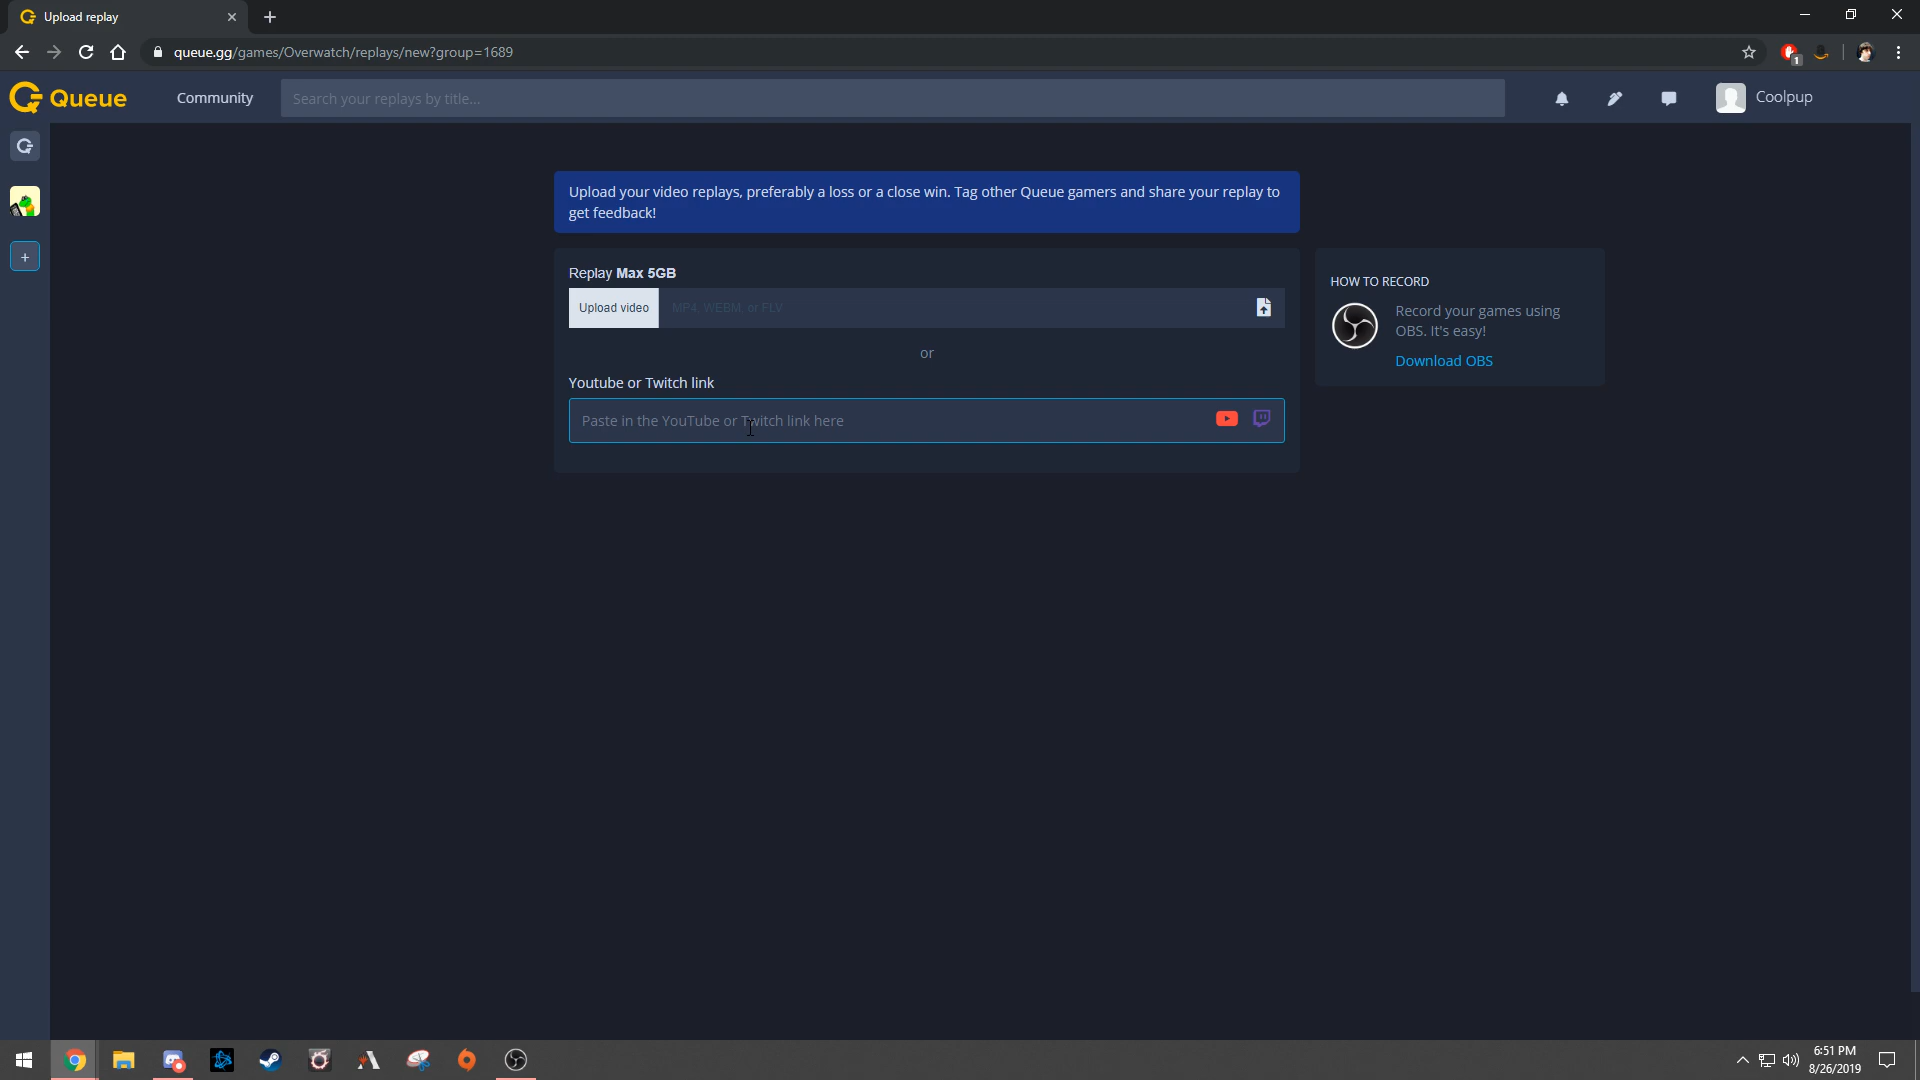 Upload replay
queue.gg/games/Overwatch/replays/new?group=1689
1
Queue
Community
Search your replays by title...
Coolpup
Upload your video replays, preferably a loss or a close win. Tag other Queue gamers and share your replay to
get feedback!
Replay Max 5GB
Upload video
MP4, WEBM, or FLV
or
Youtube or Twitch link
Paste in the YouTube or Twitch link here
HOW TO RECORD
Record your games using
OBS. It's easy!
Download OBS
6:51 PM
8/26/2019